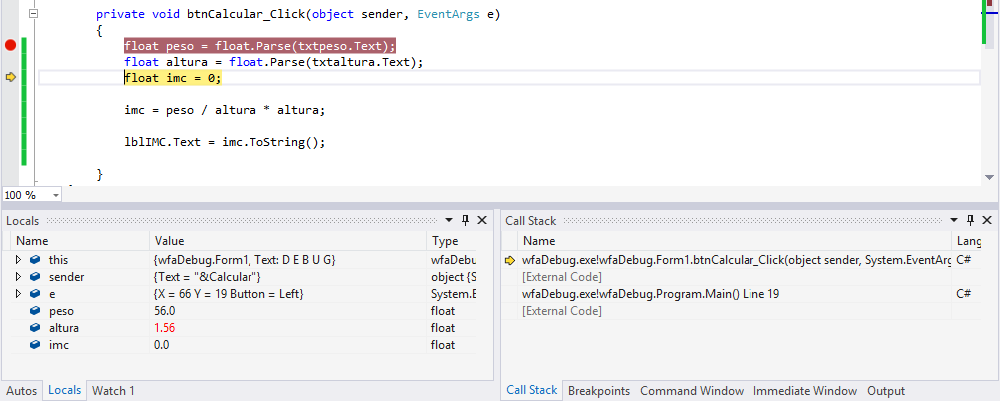 private void btnCalcular_Click(object sender, EventArgs e)
{
float peso = float.Parse(txtpeso.Text);
float altura = float.Parse(txtaltura.Text);
float imc = 0;
imc = peso / altura * altura;
lblIMC.Text = imc.ToString();
}
100 %
Locals
Name Value Type
this {wfaDebug.Form1, Text: D E B U G} wfaDebu
sender {Text = "&Calcular"} object {S
e {X = 66 Y = 19 Button = Left} System.E
peso 56.0 float
altura 1.56 float
imc 0.0 float
Autos Locals Watch 1
Call Stack
Name Lang
wfaDebug.exe!wfaDebug.Form1.btnCalcular_Click(object sender, System.EventArg C#
[External Code]
wfaDebug.exe!wfaDebug.Program.Main() Line 19 C#
[External Code]
Call Stack Breakpoints Command Window Immediate Window Output